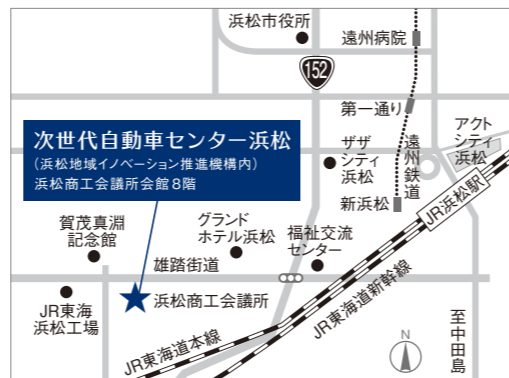 浜松市役所
遠州病院
152
第一通り
次世代自動車センター浜松
（浜松地域イノベーション推進機構内）
浜松商工会議所会館8階
ザザ
シティ
浜松
遠州鉄道
アクト
シティ
浜松
新浜松
JR浜松駅
賀茂真淵
記念館
グランド
ホテル浜松
福祉交流
センター
雄踏街道
JR東海
浜松工場
浜松商工会議所
JR東海道本線
JR東海道新幹線
至中田島
N